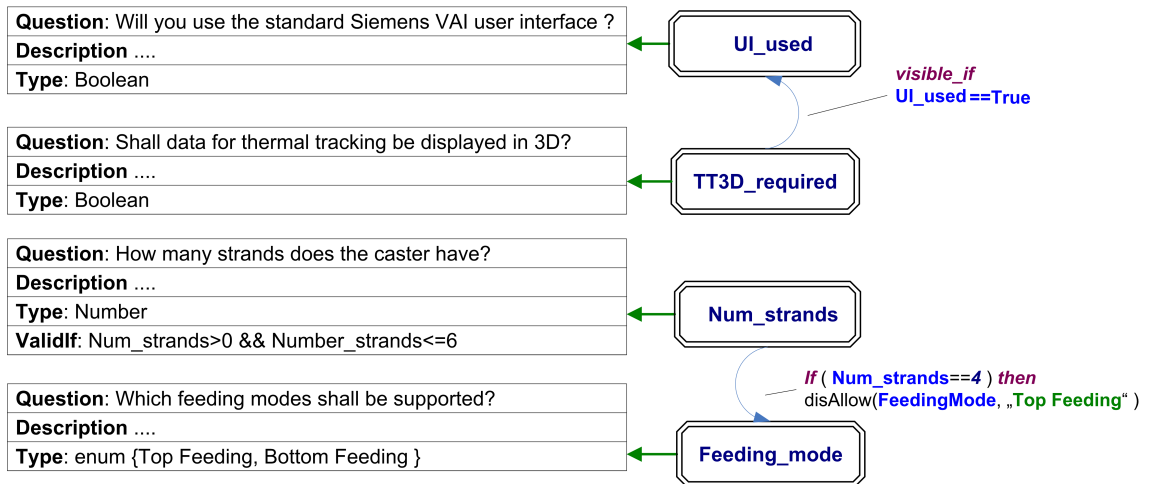 Question: Will you use the standard Siemens VAI user interface ?
Description ....
Type: Boolean
UI_used
visible_if
UI_used==True
Question: Shall data for thermal tracking be displayed in 3D?
Description ....
Type: Boolean
TT3D_required
Question: How many strands does the caster have?
Description ....
Type: Number
ValidIf: Num_strands>0 && Number_strands<=6
Num_strands
If ( Num_strands==4 ) then
disAllow(FeedingMode, „Top Feeding“ )
Question: Which feeding modes shall be supported?
Description ....
Type: enum {Top Feeding, Bottom Feeding }
Feeding_mode